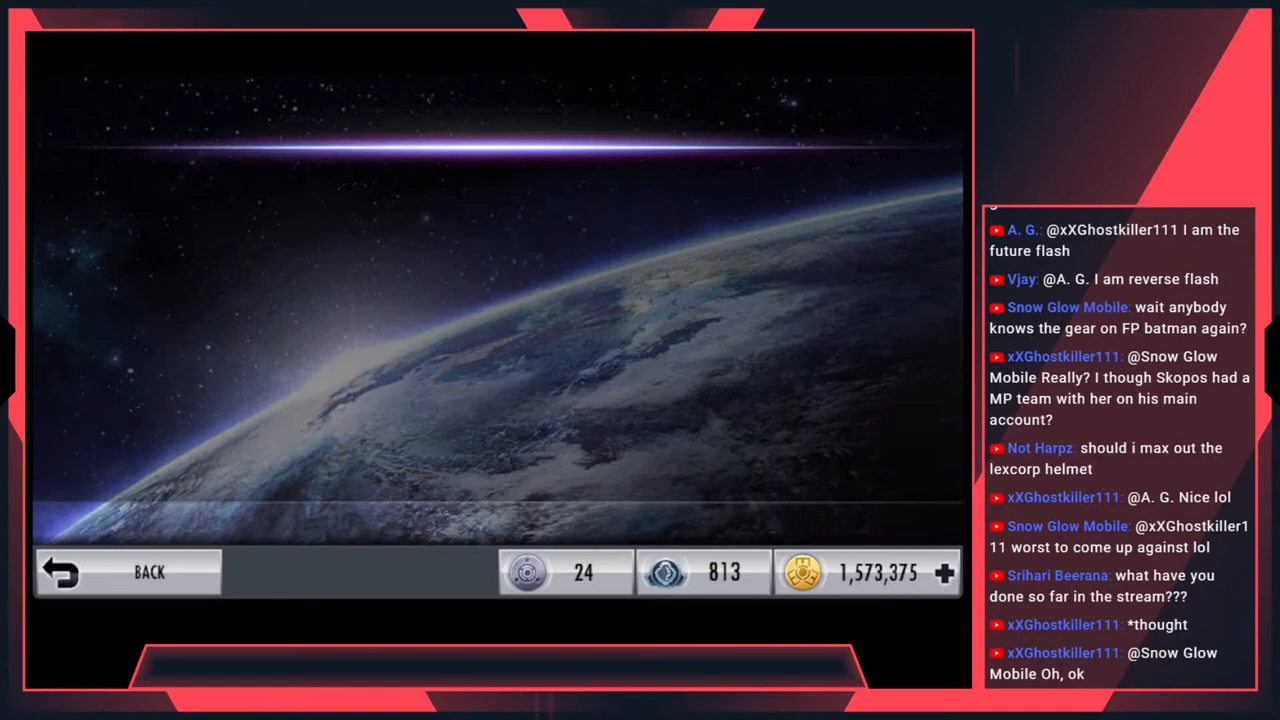 A. G.: @xXGhostkiller111 I am the
future flash
Vjay: @A. G. I am reverse flash
Snow Glow Mobile: wait anybody
knows the gear on FP batman again?
xXGhostkiller111: @Snow Glow
Mobile Really? I though Skopos had a
MP team with her on his main
account?
Not Harpz: should i max out the
lexcorp helmet
xXGhostkiller111: @A. G. Nice lol
Snow Glow Mobile: @xXGhostkiller1
11 worst to come up against lol
Srihari Beerana: what have you
done so far in the stream???
xXGhostkiller111: *thought
xXGhostkiller111: @Snow Glow
Mobile Oh, ok
BACK
24
813
1,573,375